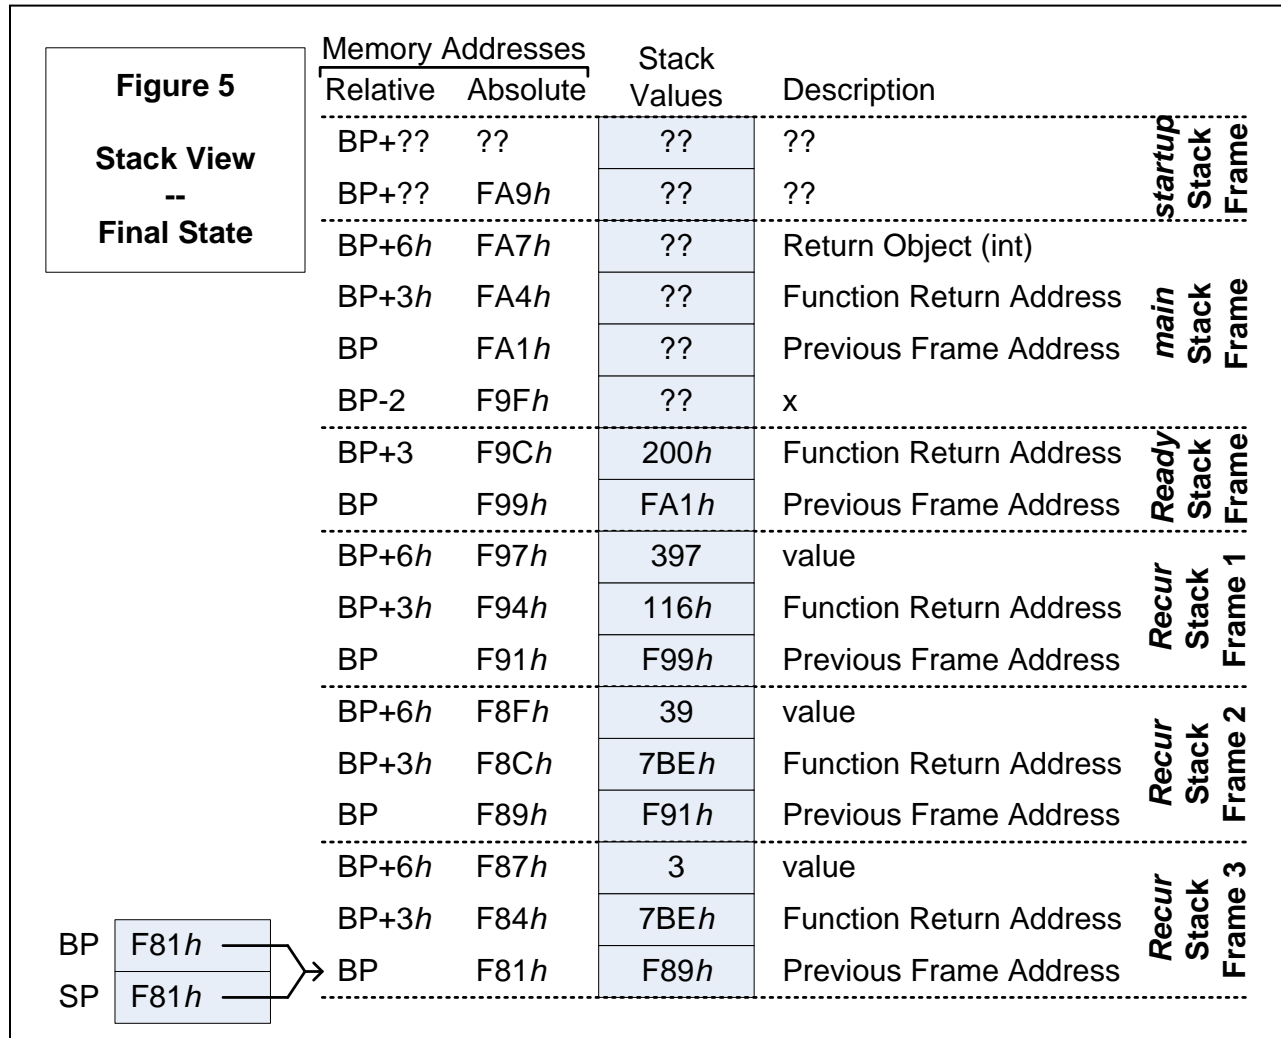 Figure 5
Stack View
--
Final State
Memory Addresses
Relative Absolute Stack Values Description
BP+?? ?? ?? ??
BP+?? FA9h ?? ??
startup Stack Frame
BP+6h FA7h ?? Return Object (int)
BP+3h FA4h ?? Function Return Address
BP FA1h ?? Previous Frame Address
BP-2 F9Fh ?? x
main Stack Frame
BP+3 F9Ch 200h Function Return Address
BP F99h FA1h Previous Frame Address
Ready Stack Frame
BP+6h F97h 397 value
BP+3h F94h 116h Function Return Address
BP F91h F99h Previous Frame Address
Recur Stack Frame 1
BP+6h F8Fh 39 value
BP+3h F8Ch 7BEh Function Return Address
BP F89h F91h Previous Frame Address
Recur Stack Frame 2
BP+6h F87h 3 value
BP+3h F84h 7BEh Function Return Address
BP F81h F89h Previous Frame Address
Recur Stack Frame 3
BP F81h
SP F81h